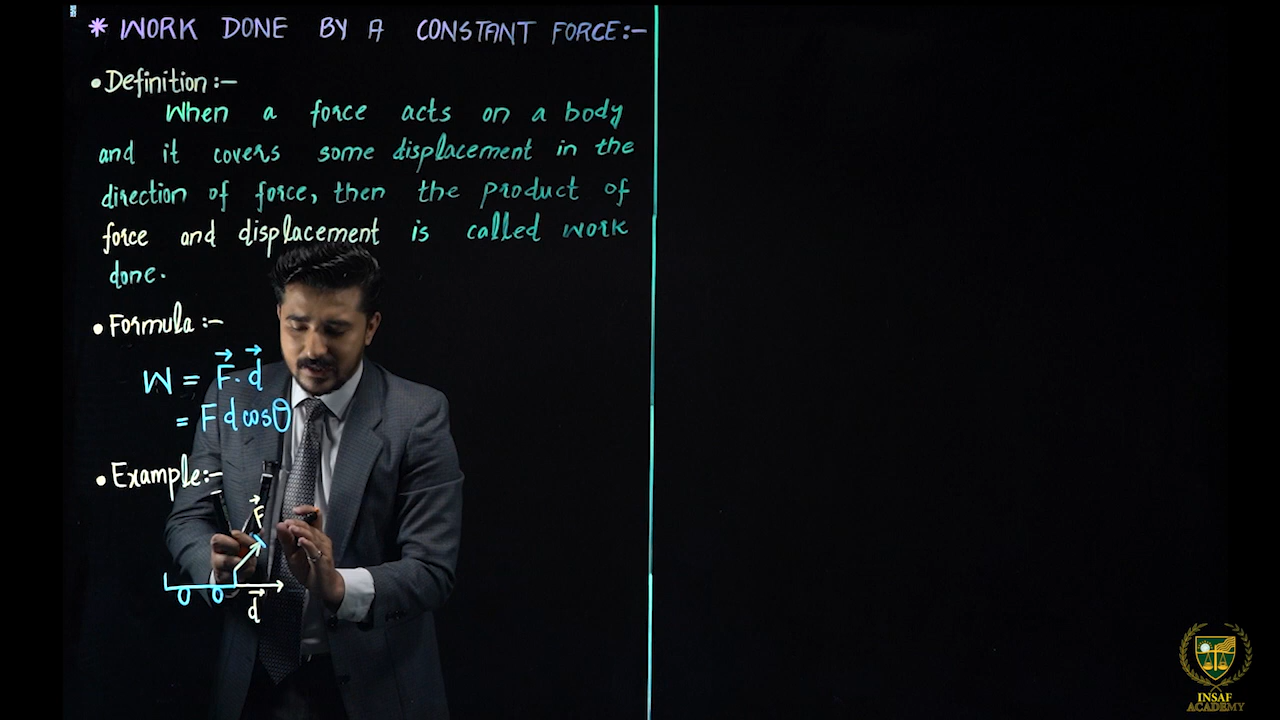 * WORK DONE BY A CONSTANT FORCE:-
• Definition:-
When a force acts on a body
and it covers some displacement in the
direction of force, then the product of
force and displacement is called work
done.
• Formula:-
W = F⃗ · d⃗
= F d cosθ
• Example:-
F⃗
d⃗
INSAF
ACADEMY